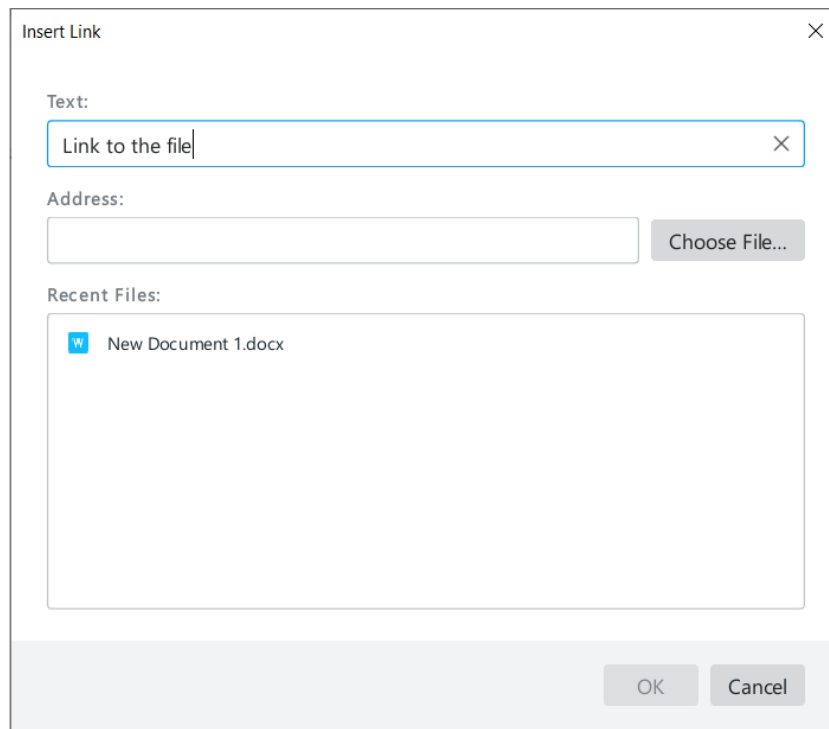 Insert Link
Text:
Link to the file
Address:
Choose File...
Recent Files:
W New Document 1.docx
OK Cancel